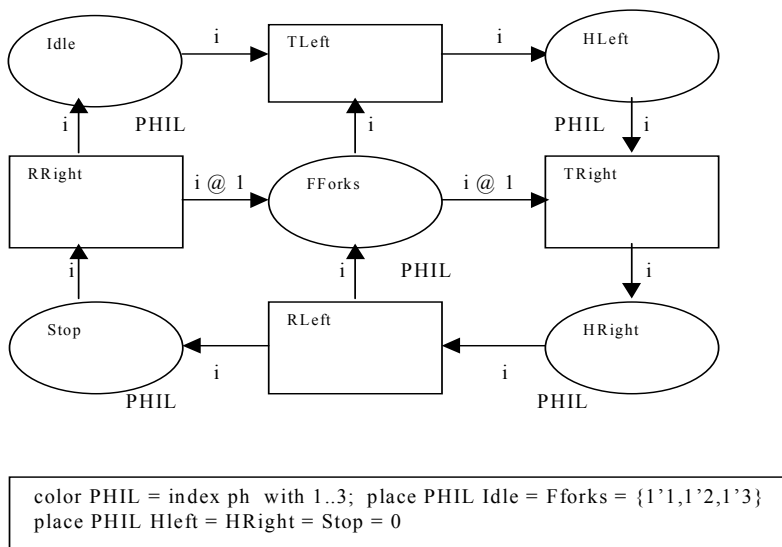 Idle
i
TLeft
i
HLeft
i
PHIL
i
PHIL
i
RRight
i @ 1
FForks
i @ 1
TRight
i
i
PHIL
i
Stop
RLeft
HRight
i
i
PHIL
PHIL
color PHIL = index ph with 1..3; place PHIL Idle = Fforks = {1’1,1’2,1’3}
place PHIL Hleft = HRight = Stop = 0